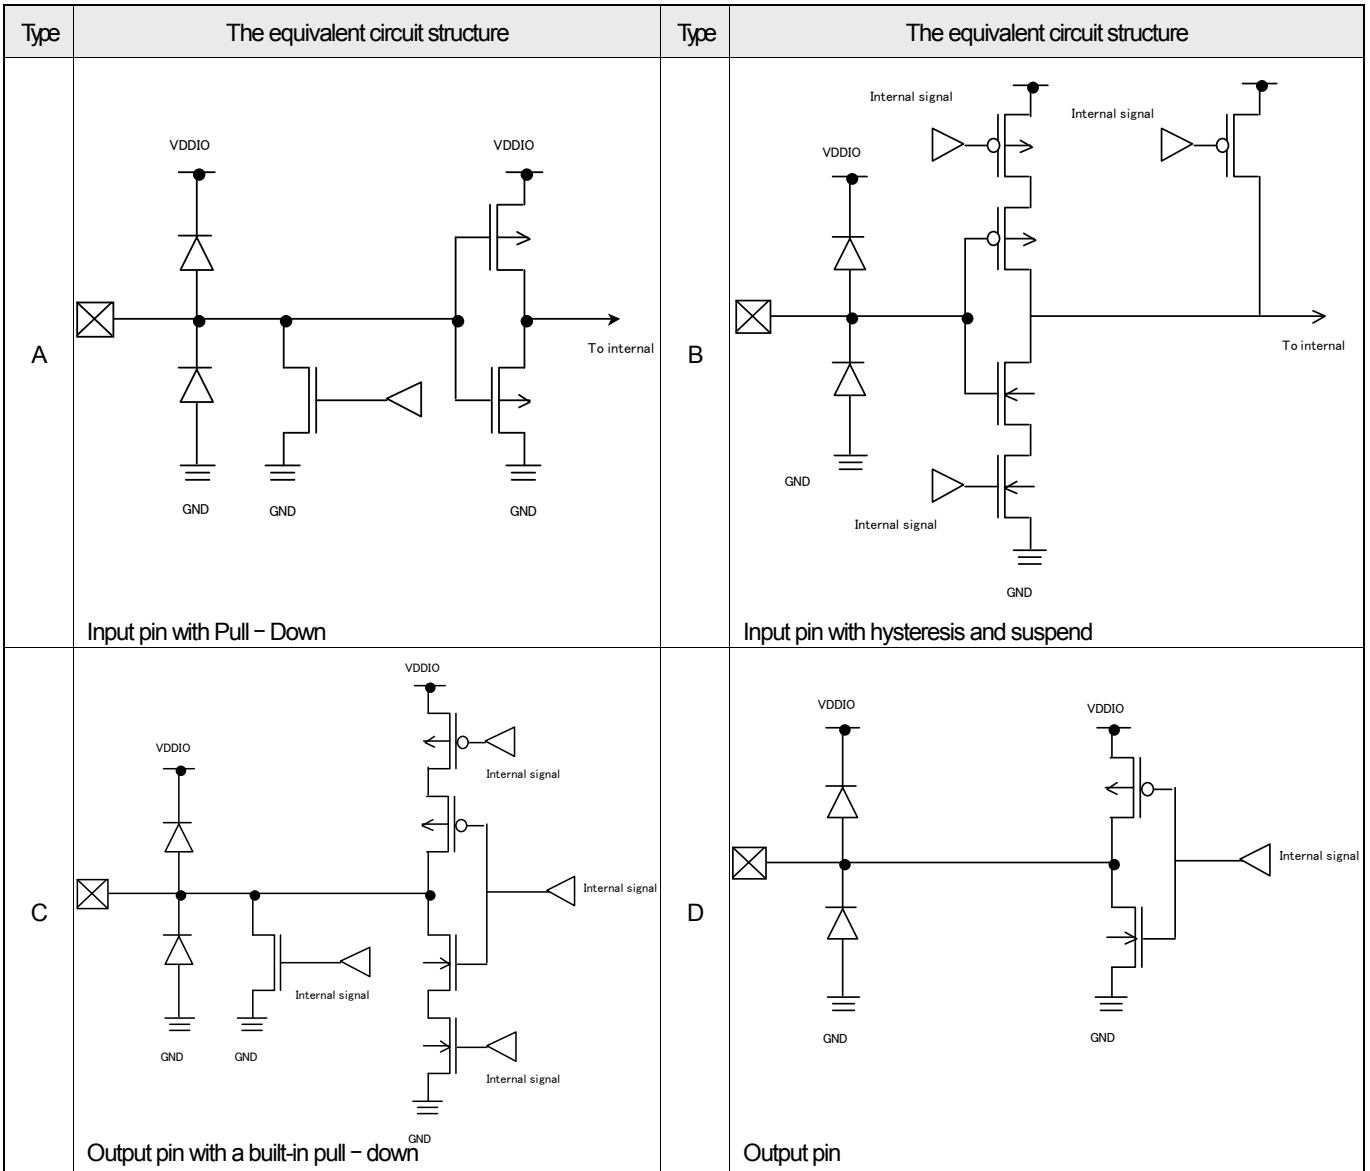 Type The equivalent circuit structure Type The equivalent circuit structure
A
VDDIO VDDIO
To internal
GND GND GND
Input pin with Pull − Down
B
Internal signal
Internal signal
VDDIO
To internal
GND
Internal signal
GND
Input pin with hysteresis and suspend
C
VDDIO
VDDIO
Internal signal
Internal signal
Internal signal
GND GND
Internal signal
GND
Output pin with a built-in pull − down
D
VDDIO VDDIO
Internal signal
GND GND
Output pin